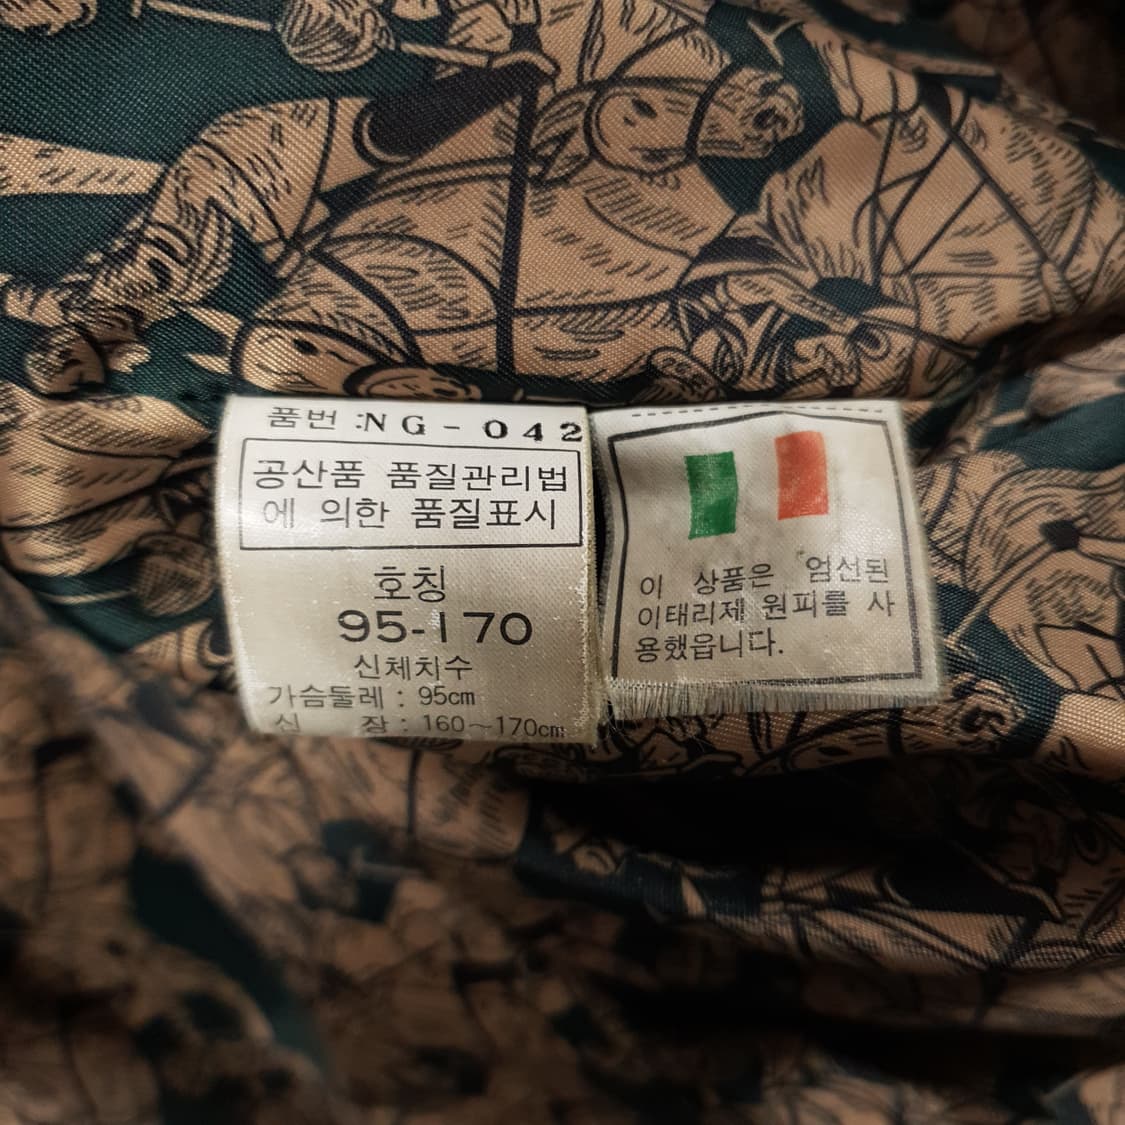 품번 :NG-042
공산품 품질관리법
에 의한 품질표시
호칭
95-170
신체치수
가슴둘레 : 95cm
신 장 : 160~170cm
이 상품은 엄선된
이태리제 원피를 사
용했읍니다.